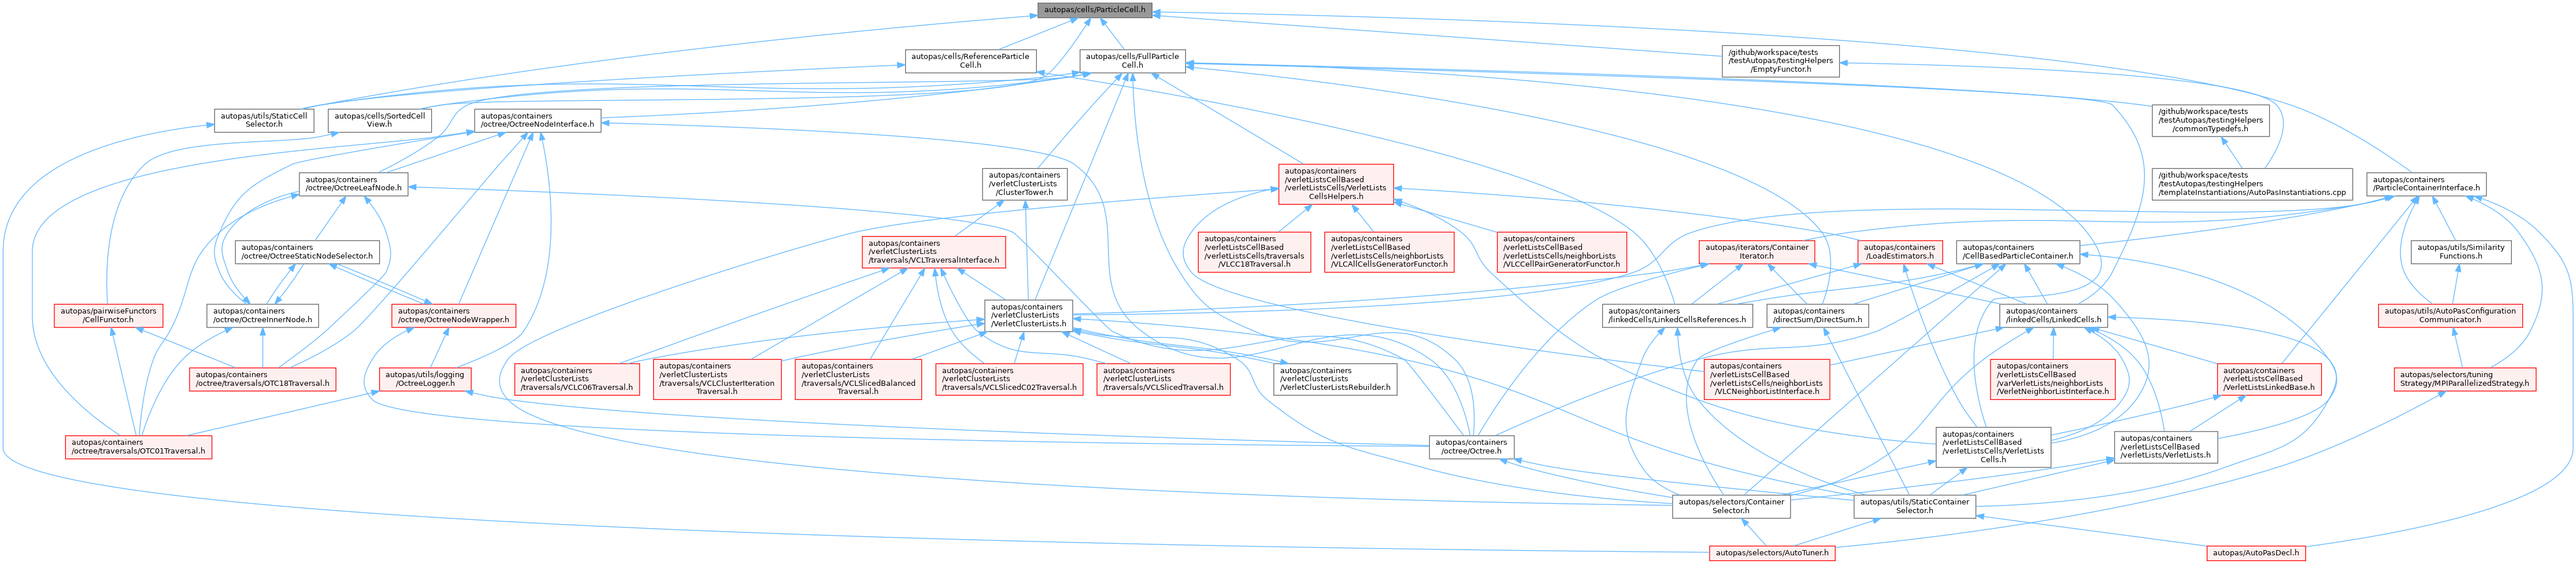 autopas/cells/ParticleCell.h
autopas/cells/ReferenceParticle
Cell.h
autopas/cells/FullParticle
Cell.h
/github/workspace/tests
/testAutopas/testingHelpers
/EmptyFunctor.h
autopas/utils/StaticCell
Selector.h
autopas/cells/SortedCell
View.h
autopas/containers
/octree/OctreeNodeInterface.h
/github/workspace/tests
/testAutopas/testingHelpers
/commonTypedefs.h
autopas/containers
/octree/OctreeLeafNode.h
autopas/containers
/verletClusterLists
/ClusterTower.h
autopas/containers
/verletListsCellBased
/verletListsCells/VerletLists
CellsHelpers.h
/github/workspace/tests
/testAutopas/testingHelpers
/templateInstantiations/AutoPasInstantiations.cpp
autopas/containers
/ParticleContainerInterface.h
autopas/containers
/octree/OctreeStaticNodeSelector.h
autopas/containers
/verletClusterLists
/traversals/VCLTraversalInterface.h
autopas/containers
/verletListsCellBased
/verletListsCells/traversals
/VLCC18Traversal.h
autopas/containers
/verletListsCellBased
/verletListsCells/neighborLists
/VLCAllCellsGeneratorFunctor.h
autopas/containers
/verletListsCellBased
/verletListsCells/neighborLists
/VLCCellPairGeneratorFunctor.h
autopas/iterators/Container
Iterator.h
autopas/containers
/LoadEstimators.h
autopas/containers
/CellBasedParticleContainer.h
autopas/utils/Similarity
Functions.h
autopas/pairwiseFunctors
/CellFunctor.h
autopas/containers
/octree/OctreeInnerNode.h
autopas/containers
/octree/OctreeNodeWrapper.h
autopas/containers
/verletClusterLists
/VerletClusterLists.h
autopas/containers
/linkedCells/LinkedCellsReferences.h
autopas/containers
/directSum/DirectSum.h
autopas/containers
/linkedCells/LinkedCells.h
autopas/utils/AutoPasConfiguration
Communicator.h
autopas/containers
/octree/traversals/OTC18Traversal.h
autopas/utils/logging
/OctreeLogger.h
autopas/containers
/verletClusterLists
/traversals/VCLC06Traversal.h
autopas/containers
/verletClusterLists
/traversals/VCLClusterIteration
Traversal.h
autopas/containers
/verletClusterLists
/traversals/VCLSlicedBalanced
Traversal.h
autopas/containers
/verletClusterLists
/traversals/VCLSlicedC02Traversal.h
autopas/containers
/verletClusterLists
/traversals/VCLSlicedTraversal.h
autopas/containers
/verletClusterLists
/VerletClusterListsRebuilder.h
autopas/containers
/verletListsCellBased
/verletListsCells/neighborLists
/VLCNeighborListInterface.h
autopas/containers
/verletListsCellBased
/varVerletLists/neighborLists
/VerletNeighborListInterface.h
autopas/containers
/verletListsCellBased
/VerletListsLinkedBase.h
autopas/selectors/tuning
Strategy/MPIParallelizedStrategy.h
autopas/containers
/octree/traversals/OTC01Traversal.h
autopas/containers
/octree/Octree.h
autopas/containers
/verletListsCellBased
/verletListsCells/VerletLists
Cells.h
autopas/containers
/verletListsCellBased
/verletLists/VerletLists.h
autopas/selectors/Container
Selector.h
autopas/utils/StaticContainer
Selector.h
autopas/selectors/AutoTuner.h
autopas/AutoPasDecl.h